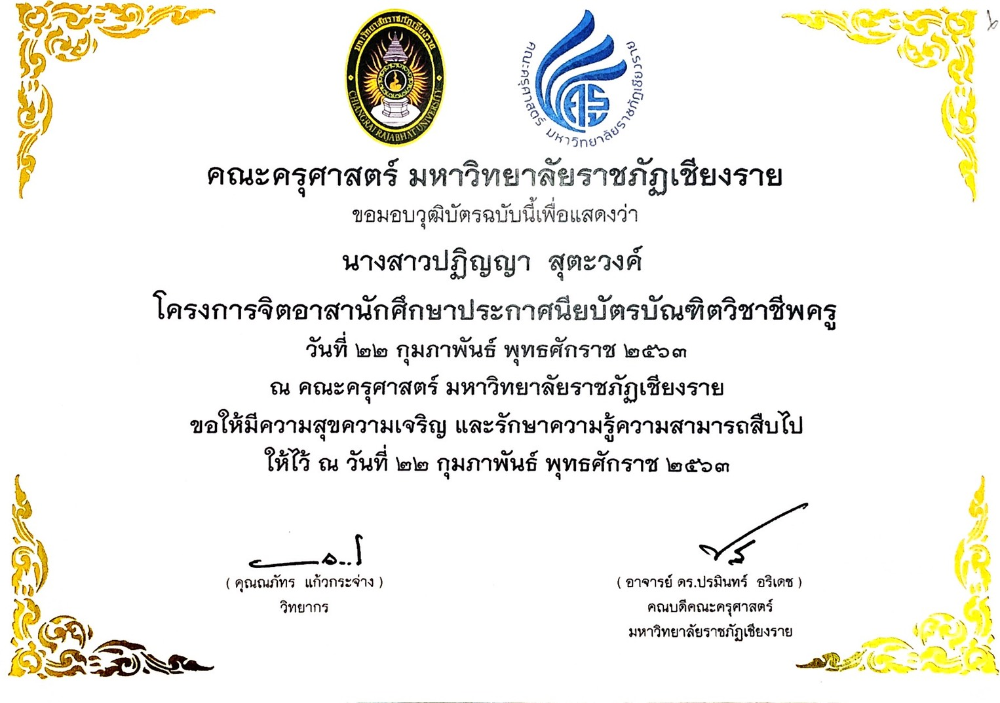 มหาวิทยาลัยราชภัฏเชียงราย
CHIANGRAI RAJABHAT UNIVERSITY
คณะครุศาสตร์ มหาวิทยาลัยราชภัฏเชียงราย
คณะครุศาสตร์ มหาวิทยาลัยราชภัฏเชียงราย
ขอมอบวุฒิบัตรฉบับนี้เพื่อแสดงว่า
นางสาวปฏิญญา สุตะวงค์
โครงการจิตอาสานักศึกษาประกาศนียบัตรบัณฑิตวิชาชีพครู
วันที่ ๒๒ กุมภาพันธ์ พุทธศักราช ๒๕๖๓
ณ คณะครุศาสตร์ มหาวิทยาลัยราชภัฏเชียงราย
ขอให้มีความสุขความเจริญ และรักษาความรู้ความสามารถสืบไป
ให้ไว้ ณ วันที่ ๒๒ กุมภาพันธ์ พุทธศักราช ๒๕๖๓
( คุณณภัทร แก้วกระจ่าง )
วิทยากร
( อาจารย์ ดร.ปรมินทร์ อริเดช )
คณบดีคณะครุศาสตร์
มหาวิทยาลัยราชภัฏเชียงราย